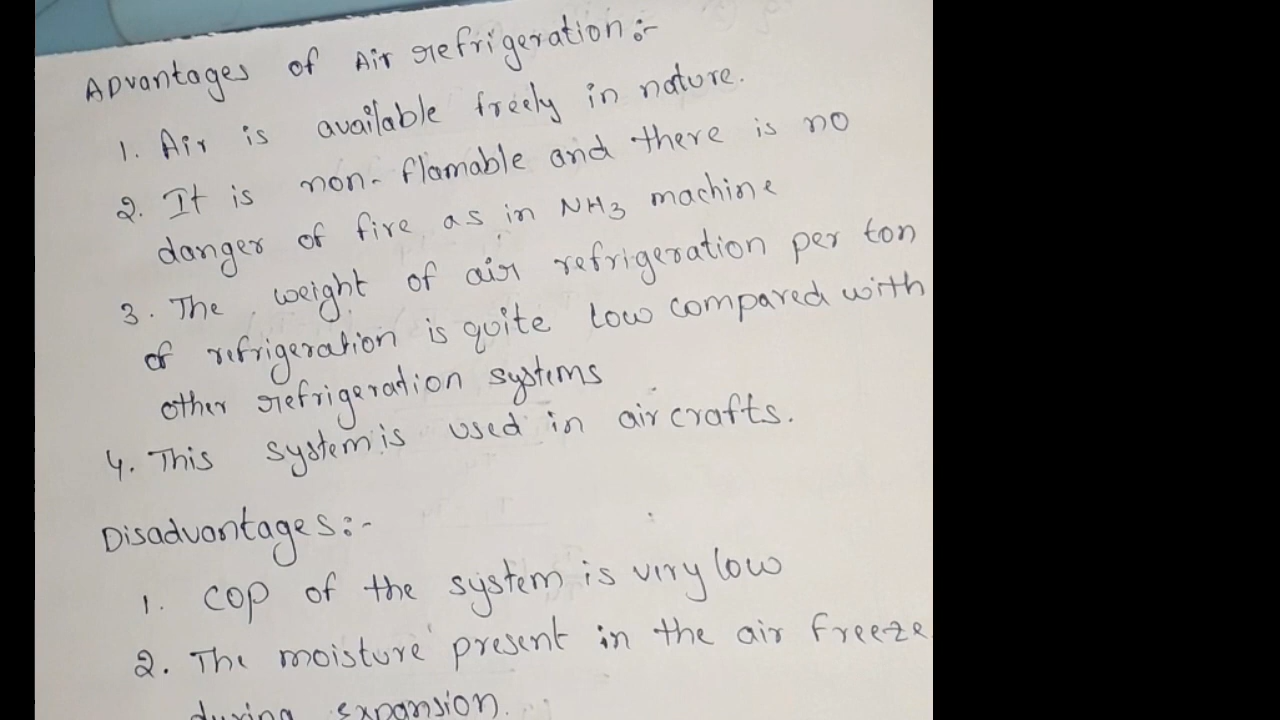 ADvantages of Air refrigeration:-
1. Air is available freely in nature.
2. It is non-flamable and there is no
danger of fire as in NH3 machine
3. The weight of air refrigeration per ton
of refrigeration is quite low compared with
other refrigeration systems
4. This system is used in air crafts.
Disadvantages:-
1. COP of the system is very low
2. The moisture present in the air freeze
during expansion.